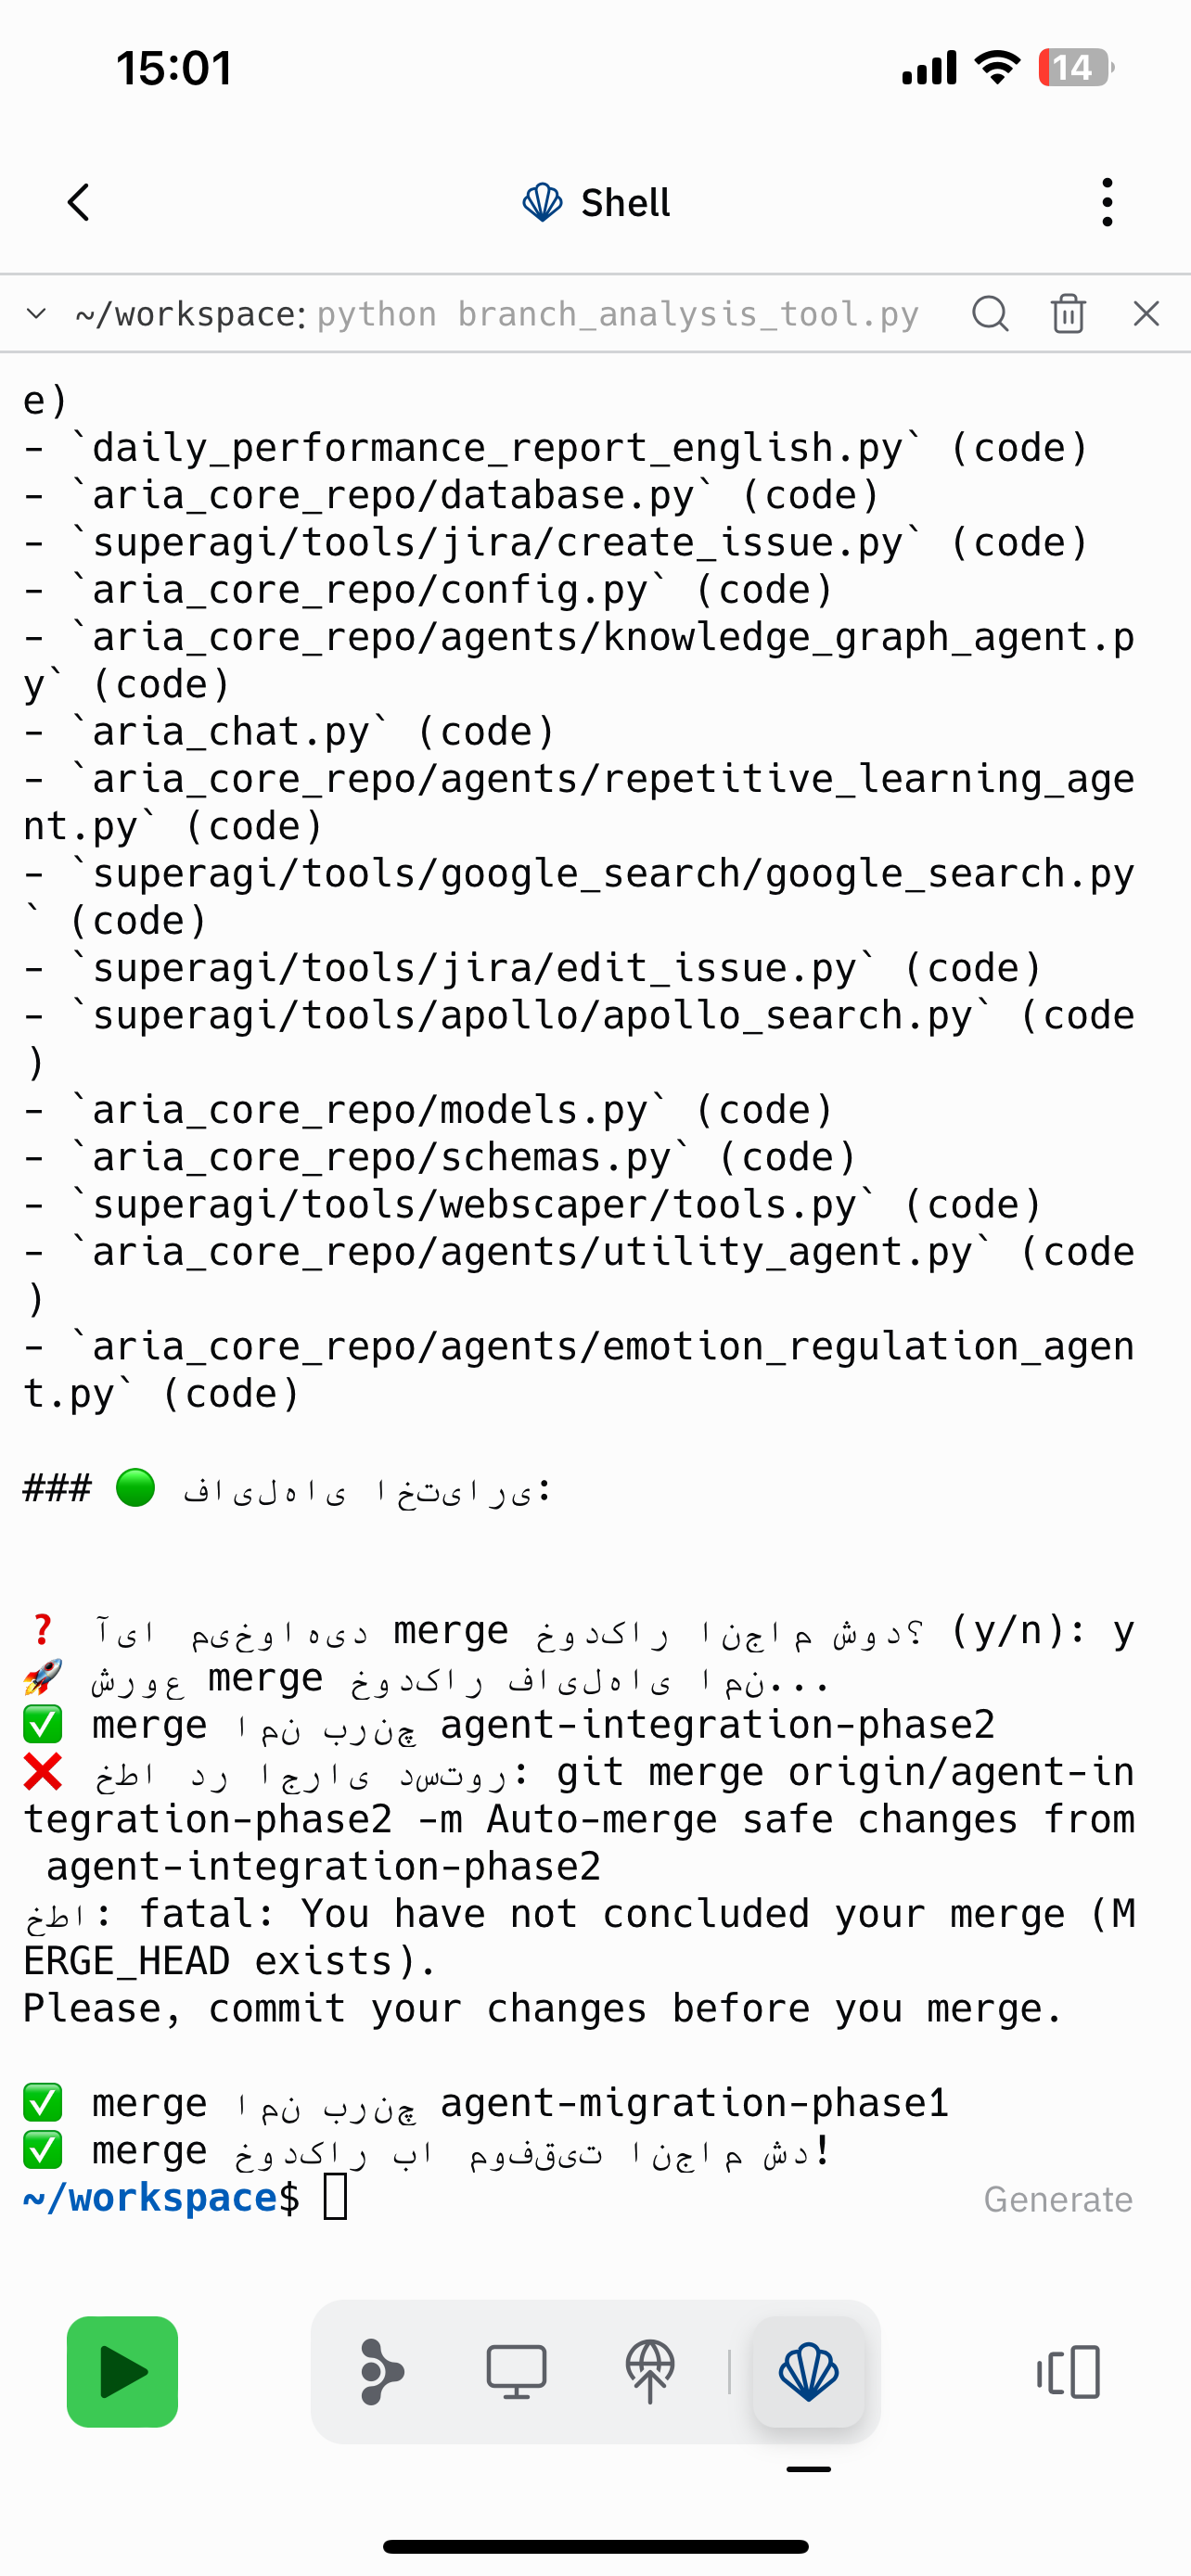 15:01
14
Shell
~/workspace: python branch_analysis_tool.py
e)
- `daily_performance_report_english.py` (code)
- `aria_core_repo/database.py` (code)
- `superagi/tools/jira/create_issue.py` (code)
- `aria_core_repo/config.py` (code)
- `aria_core_repo/agents/knowledge_graph_agent.p
y` (code)
- `aria_chat.py` (code)
- `aria_core_repo/agents/repetitive_learning_age
nt.py` (code)
- `superagi/tools/google_search/google_search.py
` (code)
- `superagi/tools/jira/edit_issue.py` (code)
- `superagi/tools/apollo/apollo_search.py` (code
)
- `aria_core_repo/models.py` (code)
- `aria_core_repo/schemas.py` (code)
- `superagi/tools/webscaper/tools.py` (code)
- `aria_core_repo/agents/utility_agent.py` (code
)
- `aria_core_repo/agents/emotion_regulation_agen
t.py` (code)
### 🟢 فایل‌های اختیاری:
❓ آیا می‌خواهید merge خودکار انجام شود؟ (y/n): y
🚀 شروع merge خودکار فایل‌های امن...
✅ merge امن برنچ agent-integration-phase2
❌ خطا در اجرای دستور: git merge origin/agent-in
tegration-phase2 -m Auto-merge safe changes from
agent-integration-phase2
خطا: fatal: You have not concluded your merge (M
ERGE_HEAD exists).
Please, commit your changes before you merge.
✅ merge امن برنچ agent-migration-phase1
✅ merge خودکار با موفقیت انجام شد!
~/workspace$
Generate